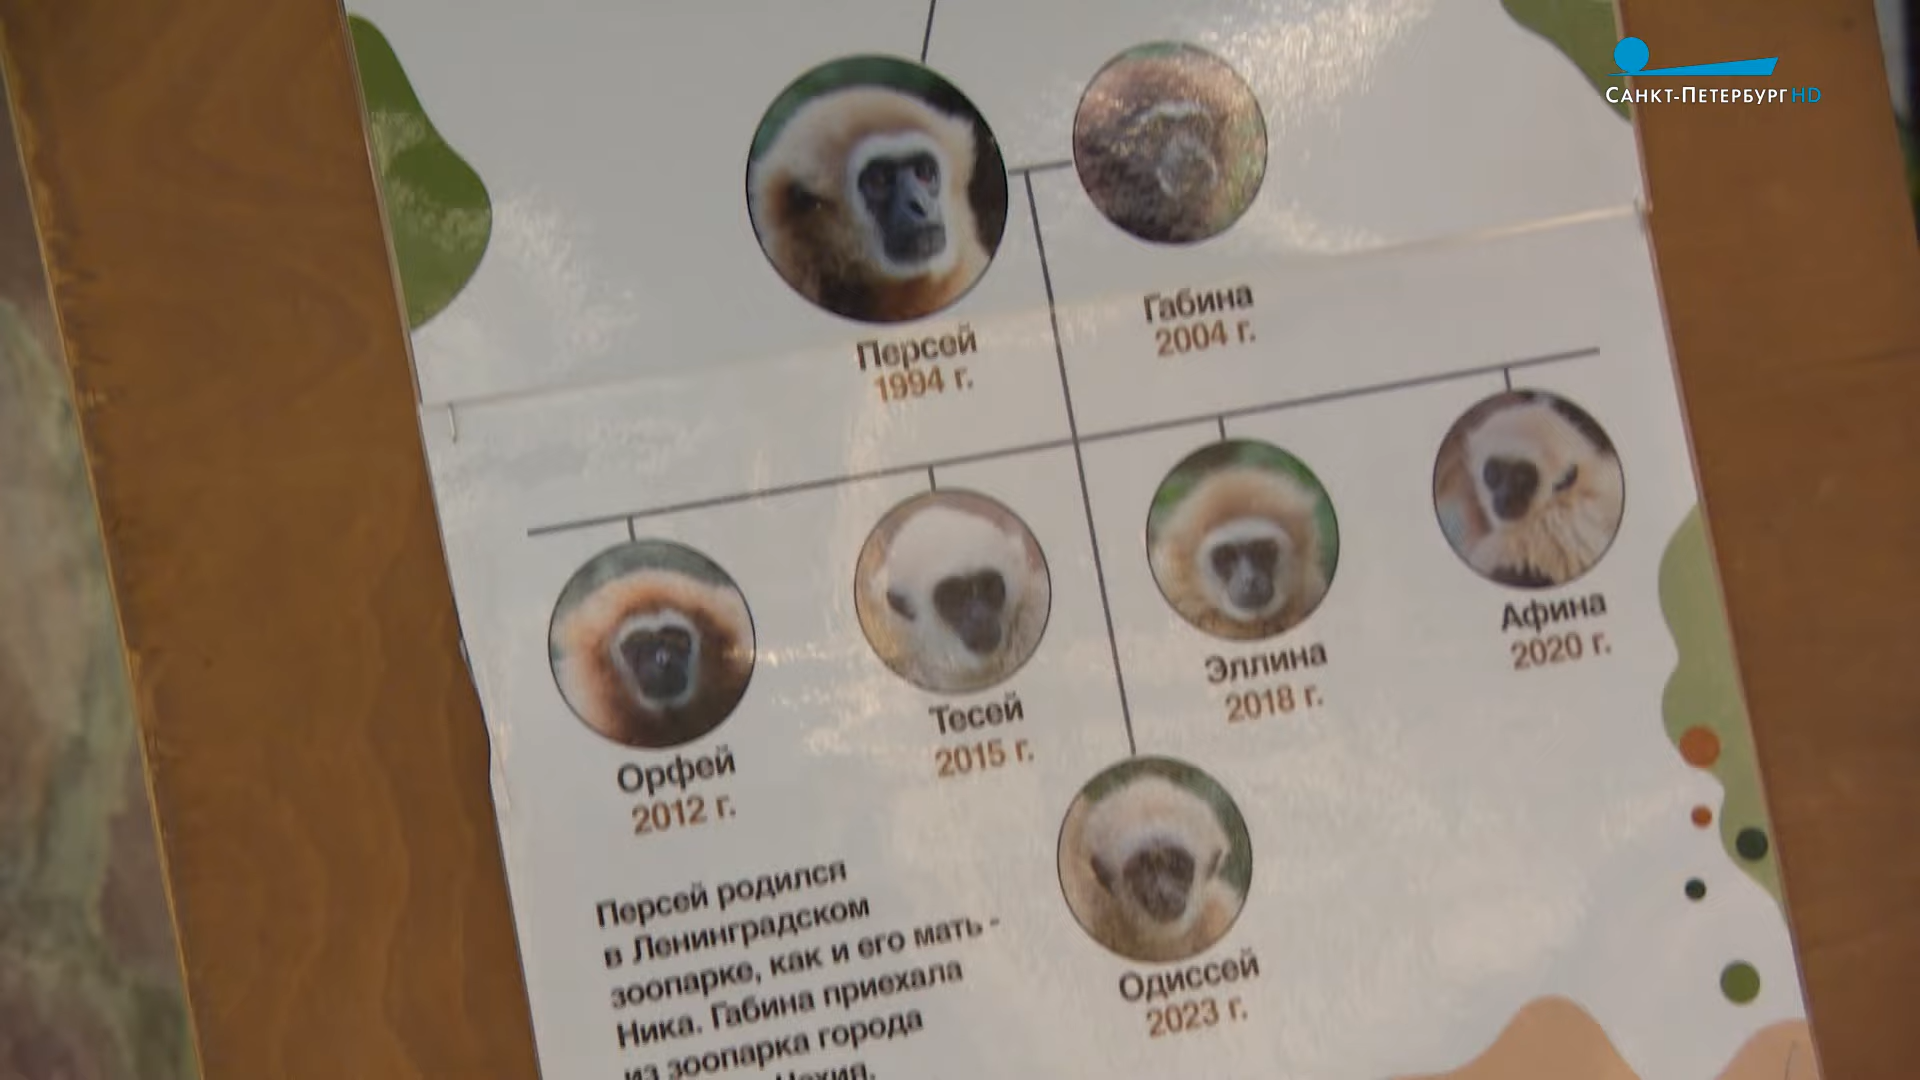 САНКТ-ПЕТЕРБУРГ HD
Габина
2004 г.
Персей
1994 г.
Афина
2020 г.
Эллина
2018 г.
Тесей
2015 г.
Орфей
2012 г.
Одиссей
2023 г.
Персей родился
в Ленинградском
зоопарке, как и его мать -
Ника. Габина приехала
из зоопарка города
Чехия.